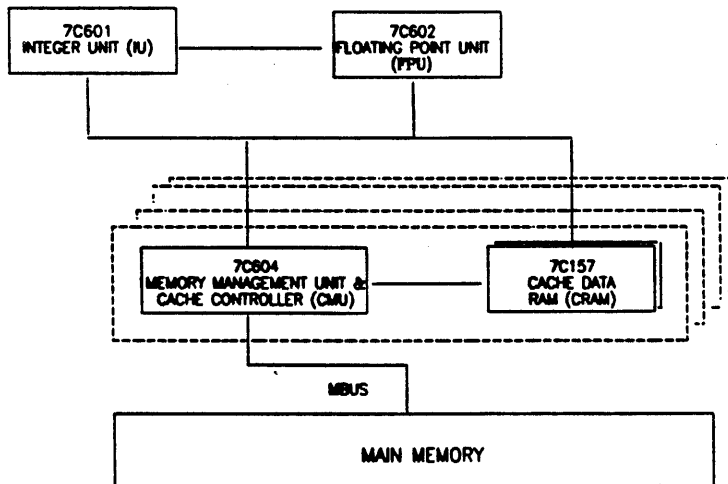 7C601
INTEGER UNIT (IU)
7C602
FLOATING POINT UNIT
(FPU)
7C604
MEMORY MANAGEMENT UNIT &
CACHE CONTROLLER (CMU)
7C157
CACHE DATA
RAM (CRAM)
MBUS
MAIN MEMORY